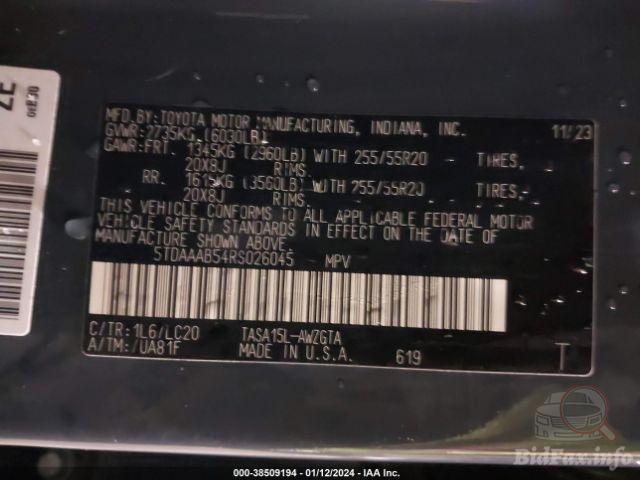 MFD.BY:TOYOTA MOTOR MANUFACTURING, INDIANA, INC. 11/23
GVWR:2735KG (6030LB)
GAWR:FRT. 1345KG (2960LB) WITH 255/55R20 TIRES,
20X8J RIMS.
RR. 1615KG (3560LB) WITH 255/55R20 TIRES,
20X8J RIMS.
THIS VEHICLE CONFORMS TO ALL APPLICABLE FEDERAL MOTOR
VEHICLE SAFETY STANDARDS IN EFFECT ON THE DATE OF
MANUFACTURE SHOWN ABOVE.
5TDAAAB54RS026045 MPV
C/TR:1L6/LC20 TASA15L-AWZGTA
A/TM:/UA81F MADE IN U.S.A. 619 T
BidFax.info
000-38509194 - 01/12/2024 - IAA Inc.